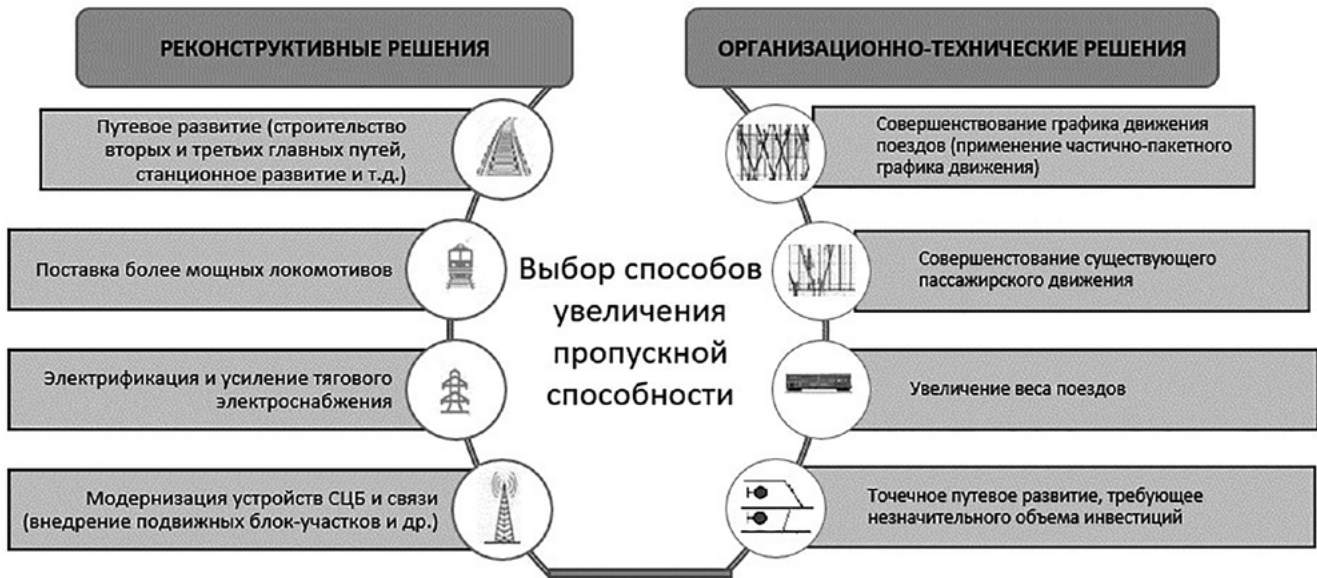 РЕКОНСТРУКТИВНЫЕ РЕШЕНИЯ
Путевое развитие (строительство
вторых и третьих главных путей,
станционное развитие и т.д.)
Поставка более мощных локомотивов
Электрификация и усиление тягового
электроснабжения
Модернизация устройств СЦБ и связи
(внедрение подвижных блок-участков и др.)
Выбор способов
увеличения
пропускной
способности
ОРГАНИЗАЦИОННО-ТЕХНИЧЕСКИЕ РЕШЕНИЯ
Совершенствование графика движения
поездов (применение частично-пакетного
графика движения)
Совершенстование существующего
пассажирского движения
Увеличение веса поездов
Точечное путевое развитие, требующее
незначительного объема инвестиций